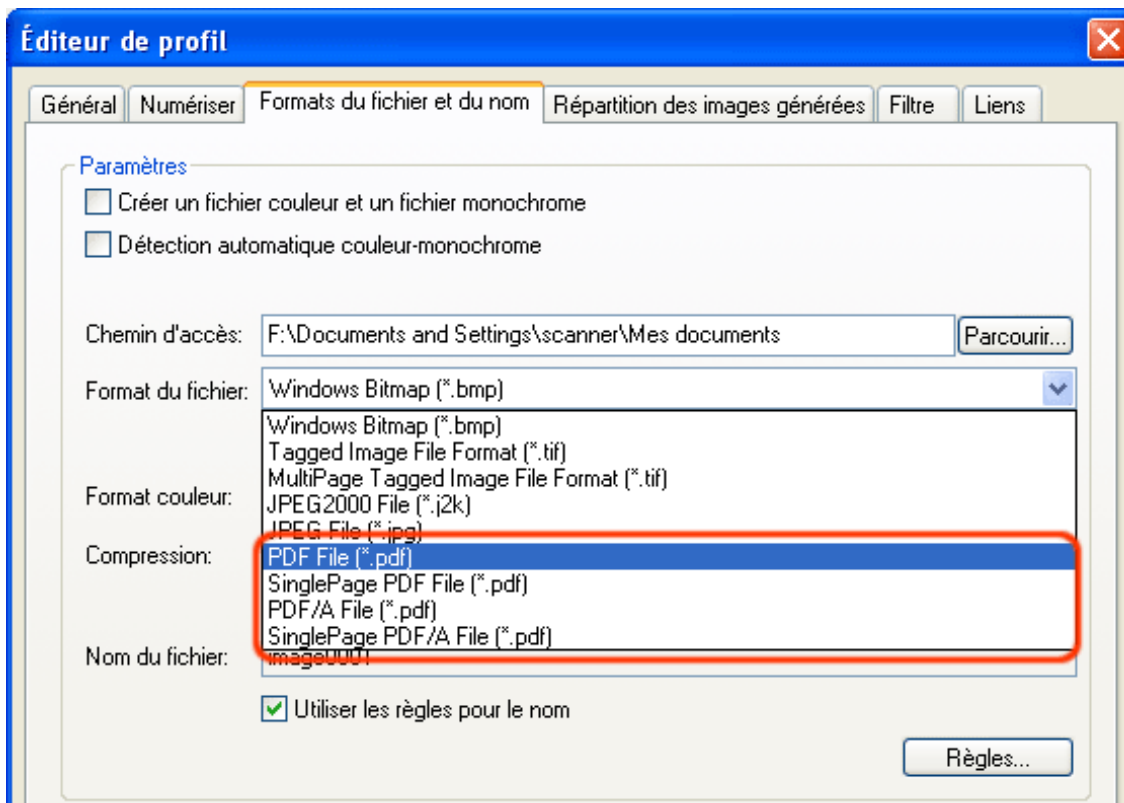 Éditeur de profil
Général Numériser Formats du fichier et du nom Répartition des images générées Filtre Liens
Paramètres
Créer un fichier couleur et un fichier monochrome
Détection automatique couleur-monochrome
Chemin d'accès: F:\Documents and Settings\scanner\Mes documents Parcourir...
Format du fichier: Windows Bitmap (*.bmp)
Windows Bitmap (*.bmp)
Tagged Image File Format (*.tif)
MultiPage Tagged Image File Format (*.tif)
Format couleur: JPEG2000 File (*.j2k)
JPEG File (*.jpg)
Compression: PDF File (*.pdf)
SinglePage PDF File (*.pdf)
PDF/A File (*.pdf)
SinglePage PDF/A File (*.pdf)
Nom du fichier: image0001
Utiliser les règles pour le nom
Règles...